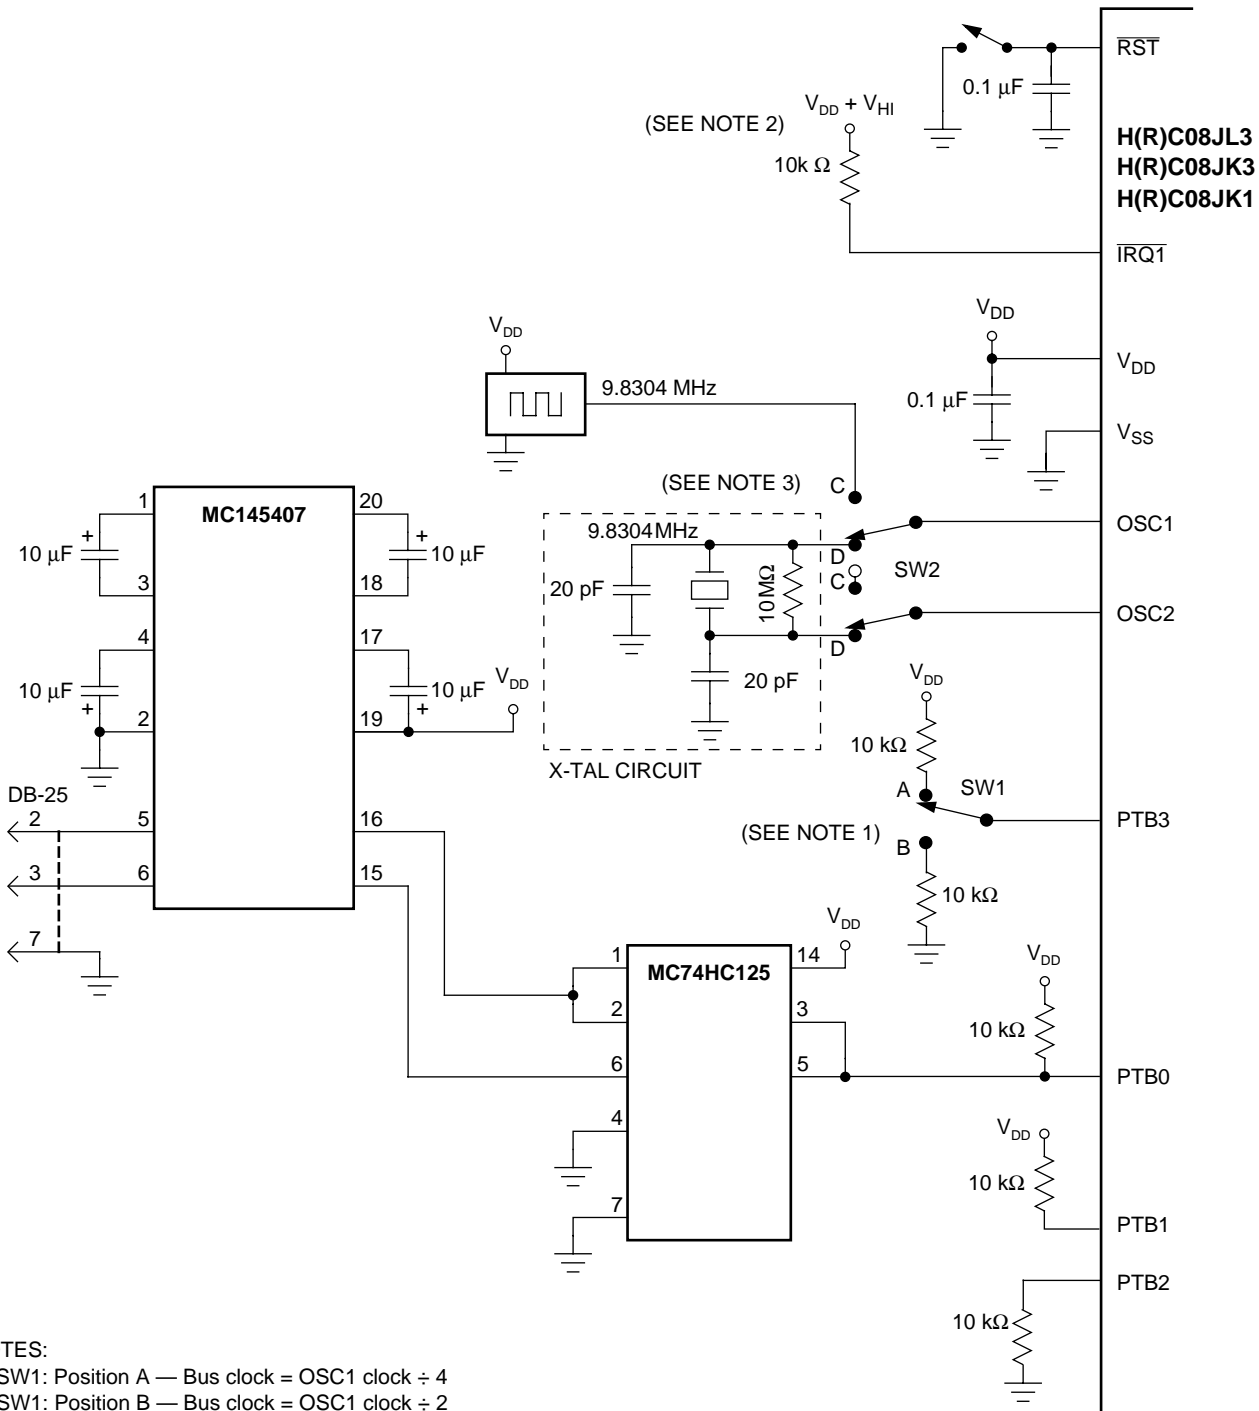 RST
0.1 µF
VDD + VHI
(SEE NOTE 2)
10k Ω
H(R)C08JL3
H(R)C08JK3
H(R)C08JK1
IRQ1
VDD
VDD
0.1 µF
VSS
VDD
9.8304 MHz
(SEE NOTE 3)
C
OSC1
9.8304MHz
D
C
SW2
20 pF
10MΩ
OSC2
D
20 pF
X-TAL CIRCUIT
MC145407
1
20
10 µF
+
+
10 µF
3
18
4
17
10 µF
+
10 µF
+
VDD
2
19
DB-25
2
5
16
3
6
15
7
VDD
10 kΩ
A
SW1
PTB3
(SEE NOTE 1)
B
10 kΩ
VDD
MC74HC125
1
14
2
3
6
5
4
7
VDD
10 kΩ
PTB0
VDD
10 kΩ
PTB1
PTB2
10 kΩ
TES:
SW1: Position A — Bus clock = OSC1 clock ÷ 4
SW1: Position B — Bus clock = OSC1 clock ÷ 2